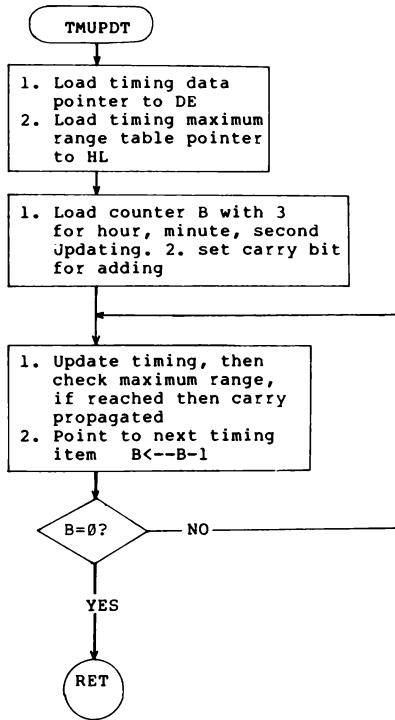 TMUPDT
1. Load timing data
pointer to DE
2. Load timing maximum
range table pointer
to HL
1. Load counter B with 3
for hour, minute, second
Updating. 2. set carry bit
for adding
1. Update timing, then
check maximum range,
if reached then carry
propagated
2. Point to next timing
item B<--B-1
B=Ø?
NO
YES
RET